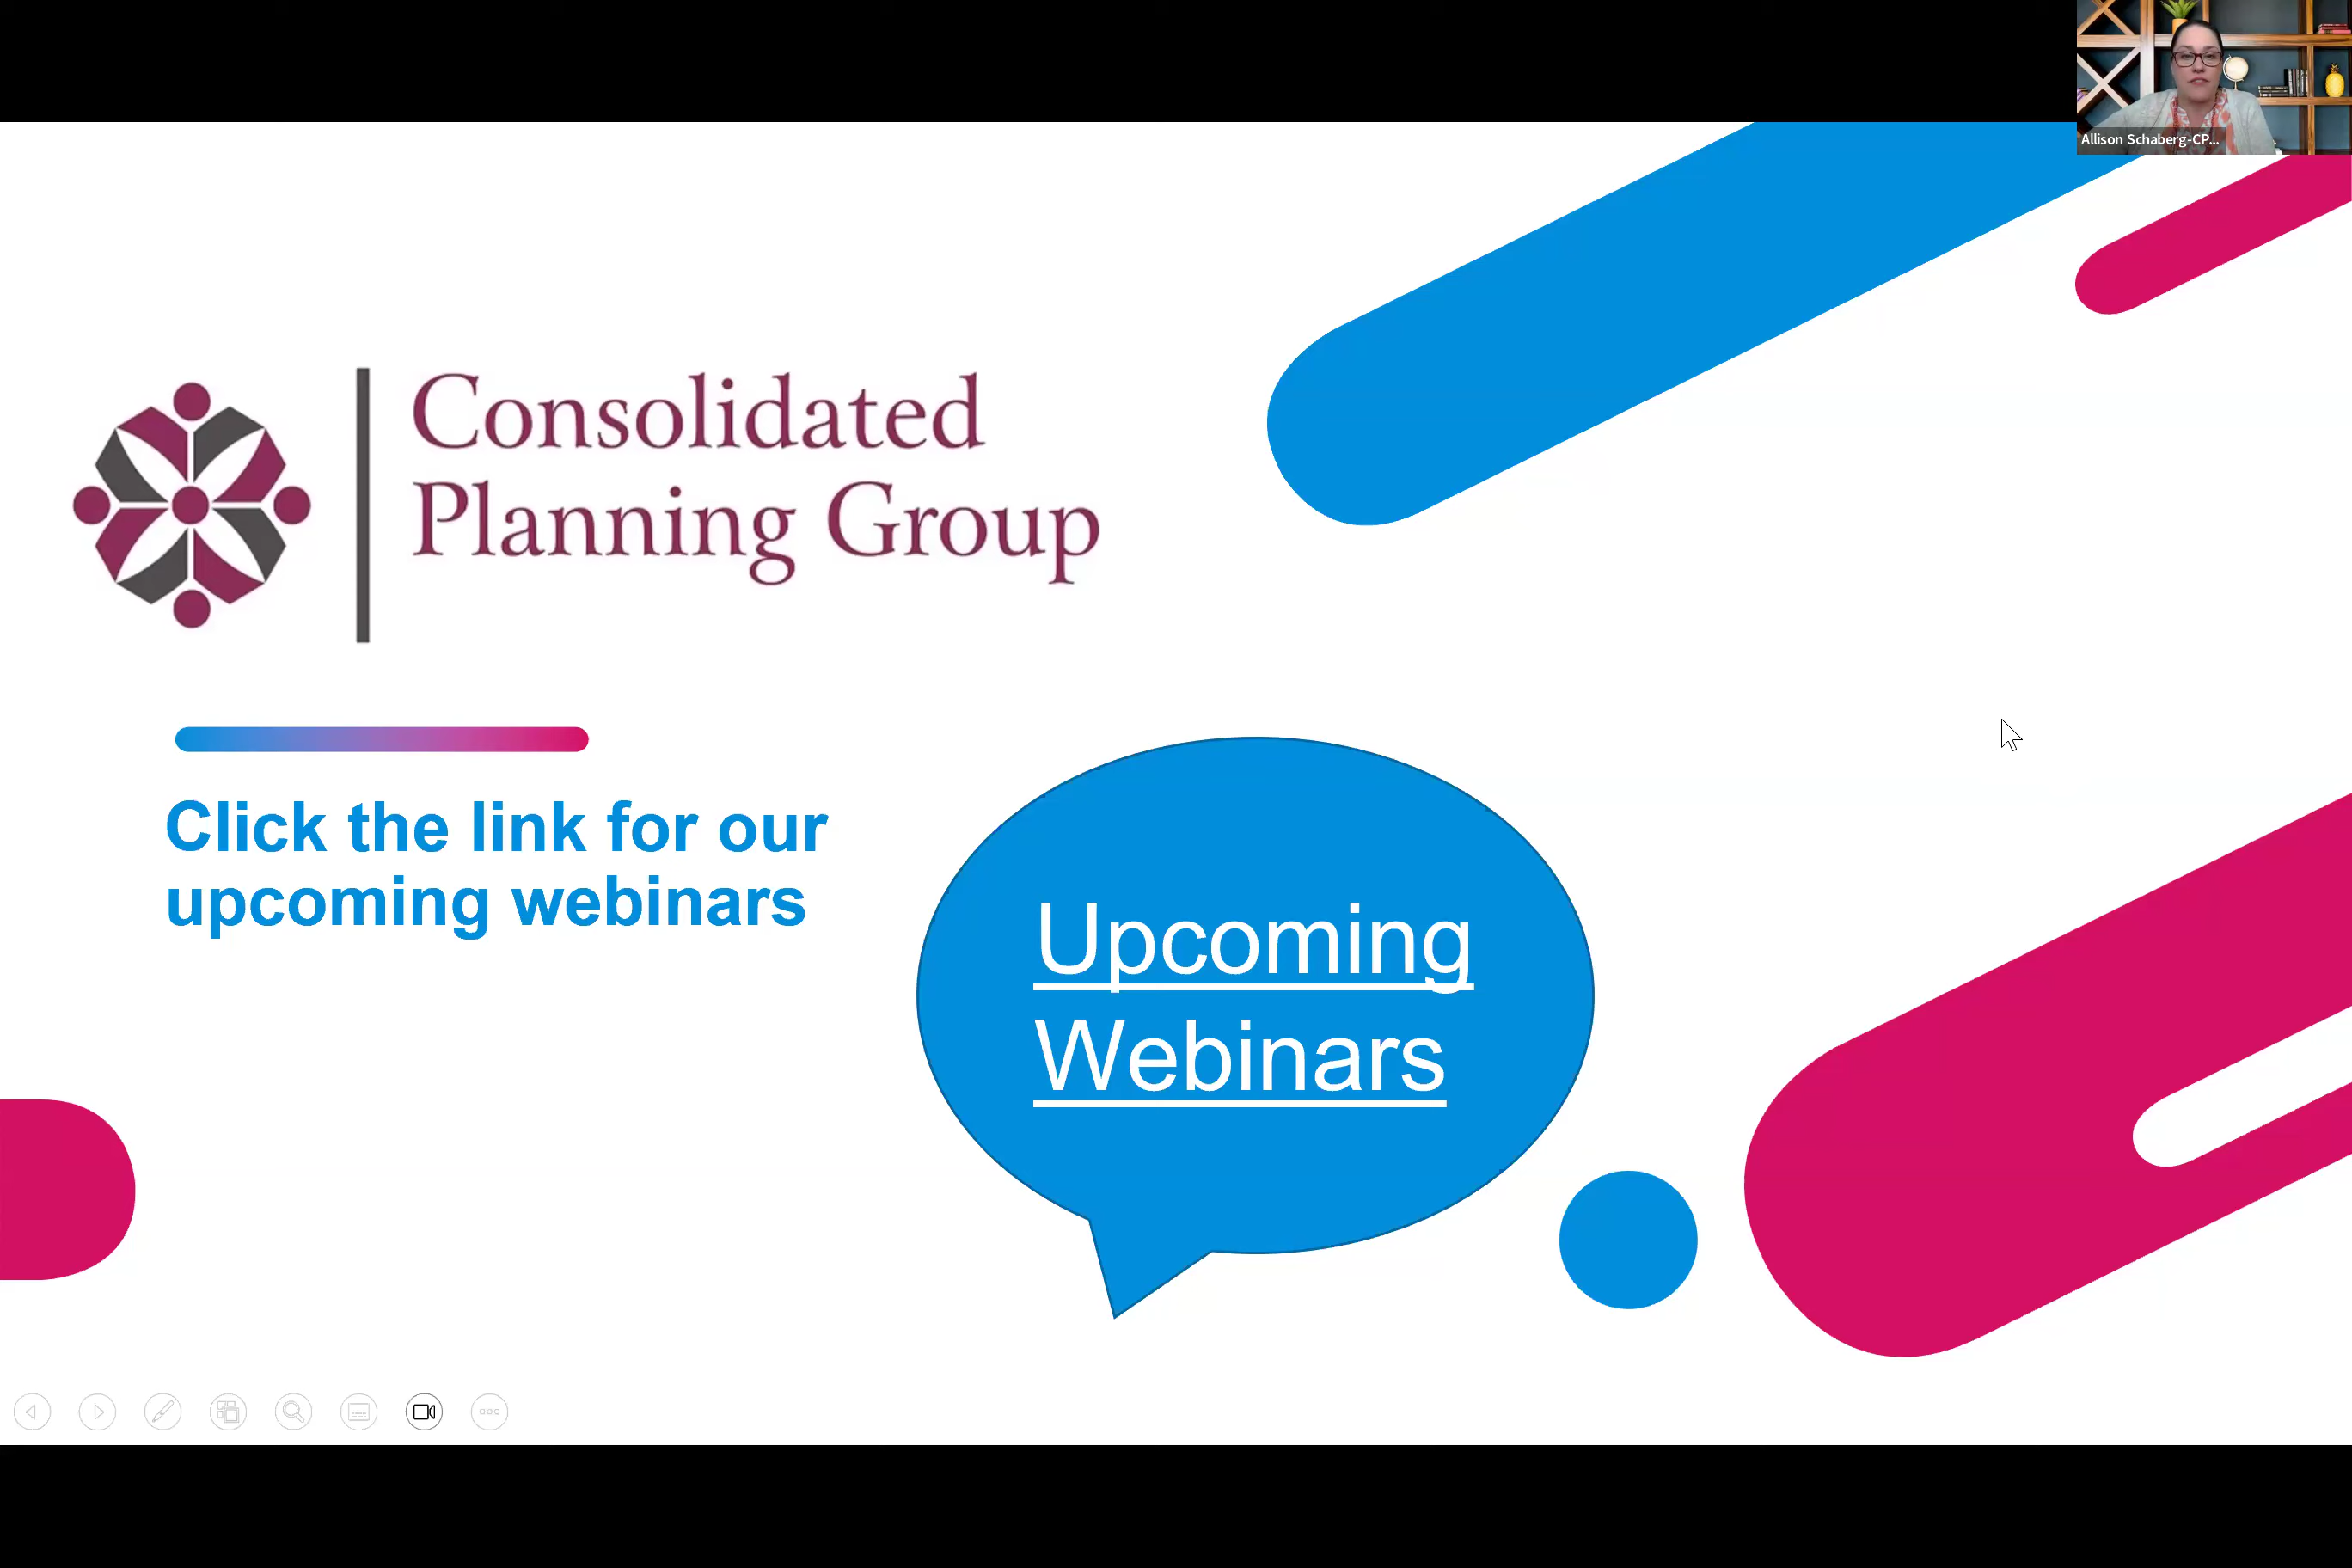 Allison Schaberg-CP...
Consolidated
Planning Group
Click the link for our
upcoming webinars
Upcoming
Webinars